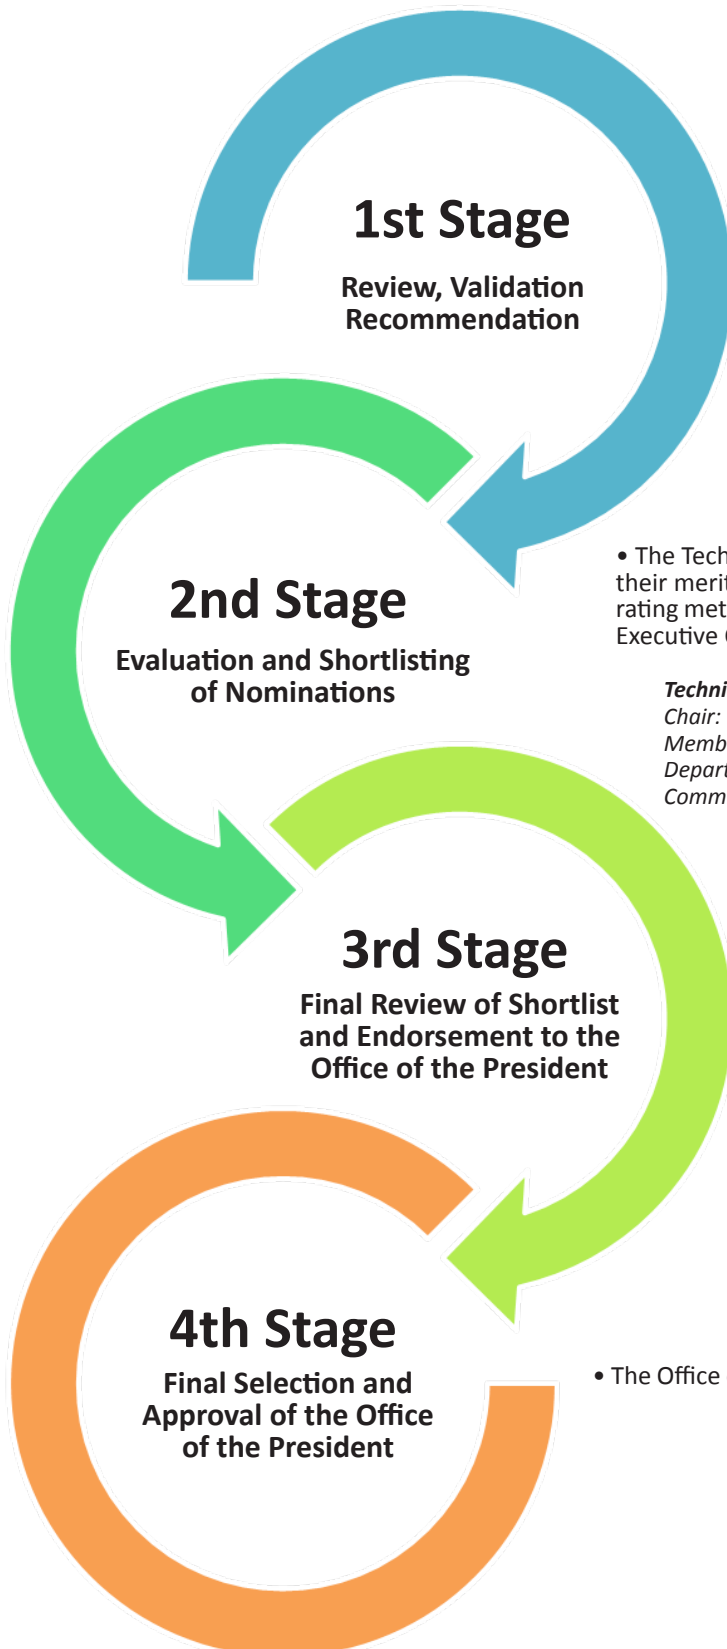 1st Stage
Review, Validation
Recommendation
2nd Stage
Evaluation and Shortlisting
of Nominations
• The Tech
their merit
rating met
Executive
Techni
Chair:
Memb
Depart
Comm
3rd Stage
Final Review of Shortlist
and Endorsement to the
Office of the President
4th Stage
Final Selection and
Approval of the Office
of the President
• The Office